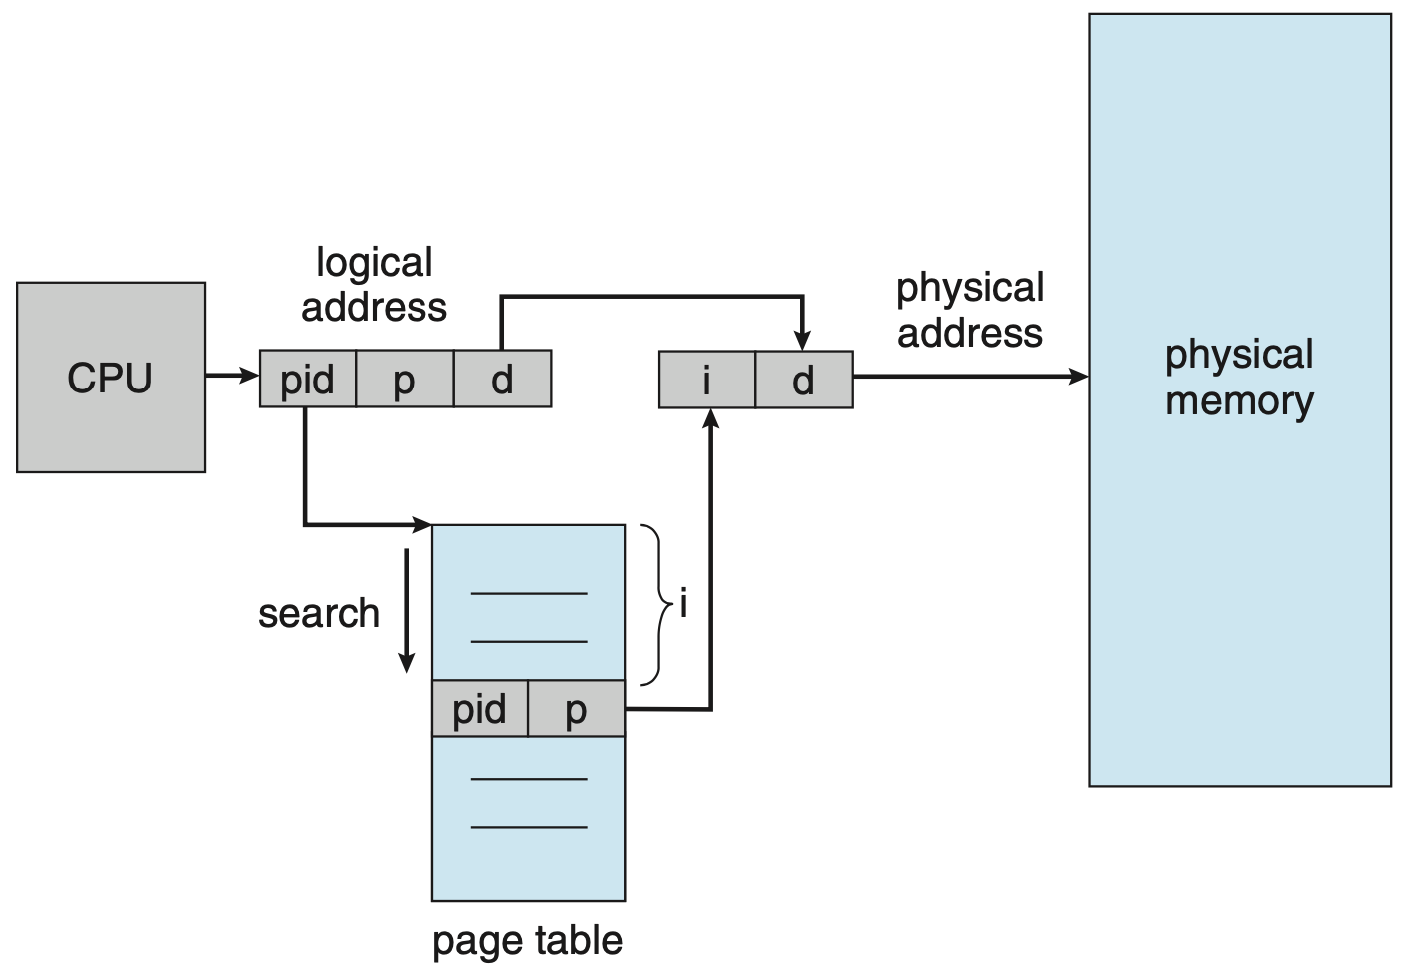 logical
address
physical
address
CPU
pid p d
i d
physical
memory
search
i
pid p
page table